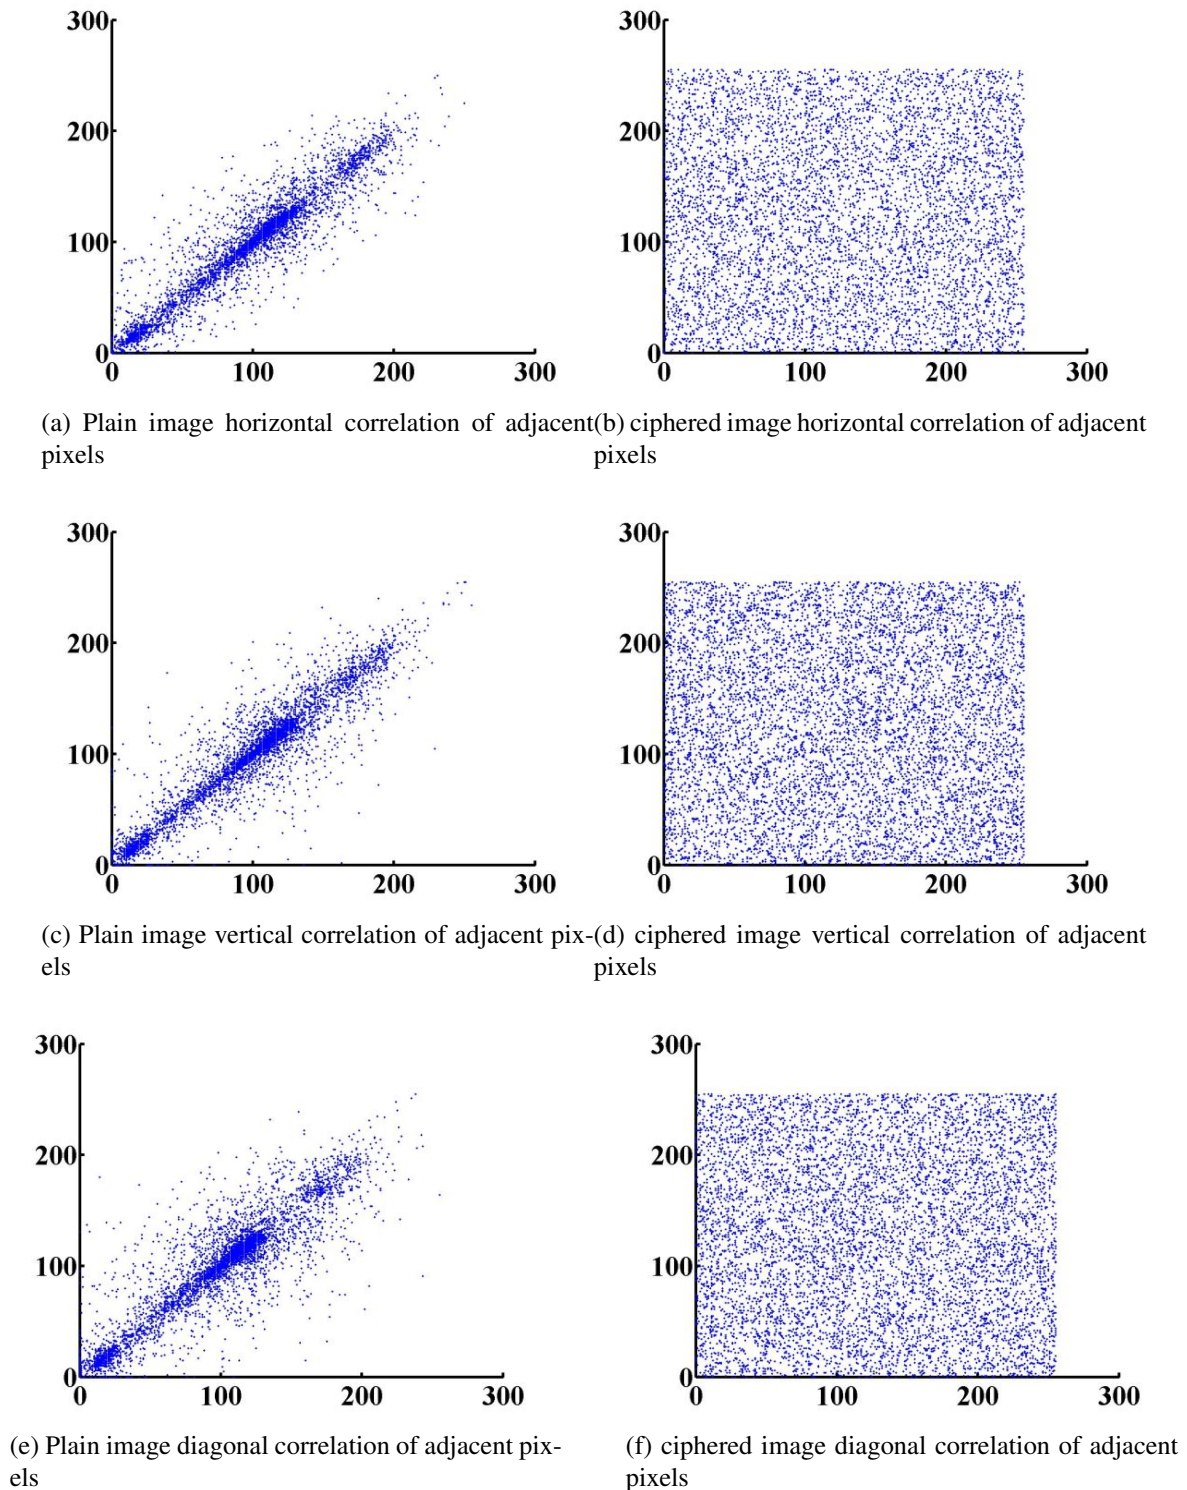 300
200
100
0
0 100 200 300
300
200
100
0
0 100 200 300
(a) Plain image horizontal correlation of adjacent
pixels
(b) ciphered image horizontal correlation of adjacent
pixels
300
200
100
0
0 100 200 300
300
200
100
0
0 100 200 300
(c) Plain image vertical correlation of adjacent pix-
els
(d) ciphered image vertical correlation of adjacent
pixels
300
200
100
0
0 100 200 300
300
200
100
0
0 100 200 300
(e) Plain image diagonal correlation of adjacent pix-
els
(f) ciphered image diagonal correlation of adjacent
pixels